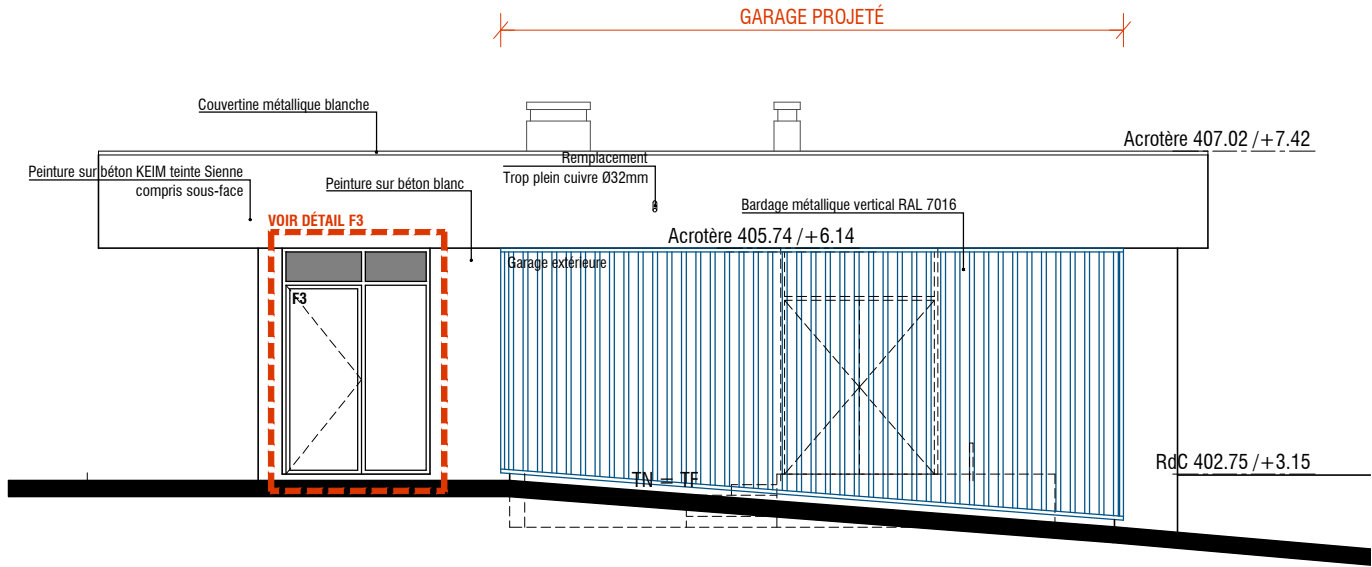 GARAGE PROJETÉ
Couvertine métallique blanche
Acrotère 407.02 /+7.42
Peinture sur béton KEIM teinte Sienne
compris sous-face
Peinture sur béton blanc
Remplacement
Trop plein cuivre Ø32mm
Bardage métallique vertical RAL 7016
VOIR DÉTAIL F3
Acrotère 405.74 /+6.14
Garage extérieure
F3
RdC 402.75 /+3.15
TN = TF